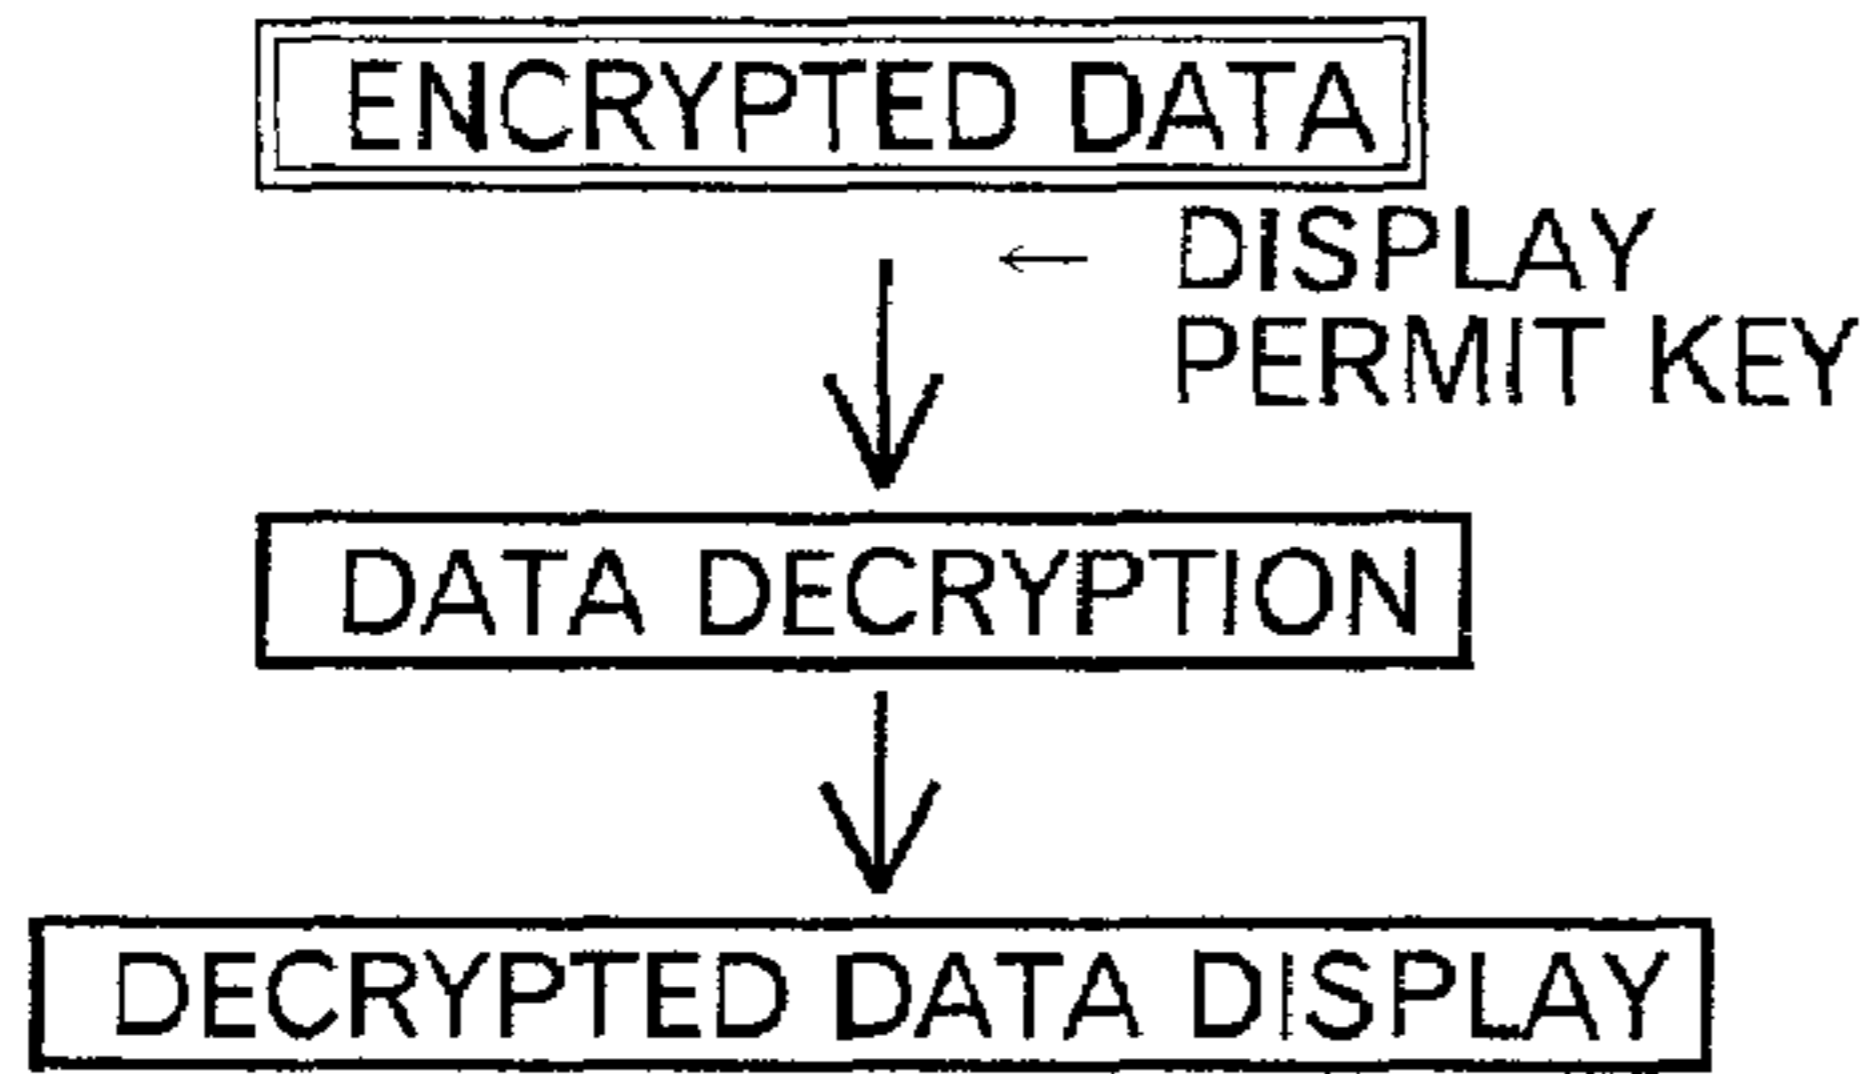 ENCRYPTED DATA
DISPLAY
PERMIT KEY
DATA DECRYPTION
DECRYPTED DATA DISPLAY